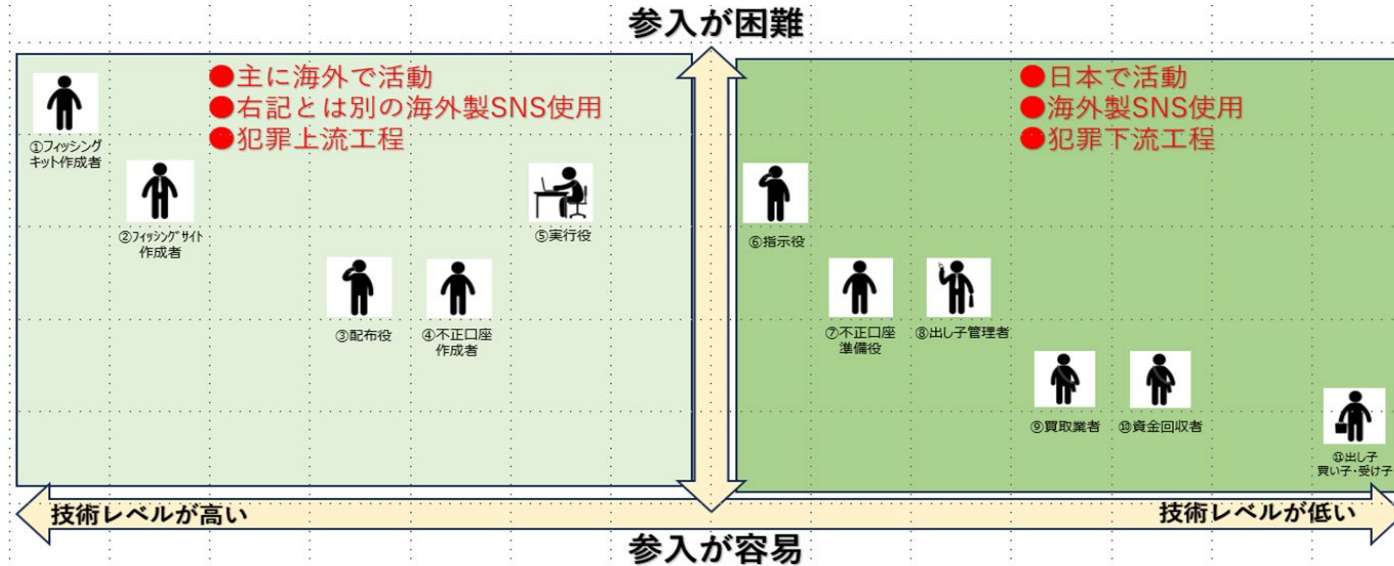 参入が困難
●主に海外で活動
●右記とは別の海外製SNS使用
●犯罪上流工程
①フィッシング
キット作成者
②フィッシングサイト
作成者
③配布役
④不正口座
作成者
⑤実行役
●日本で活動
●海外製SNS使用
●犯罪下流工程
⑥指示役
⑦不正口座
準備役
⑧出し子管理者
⑨買取業者
⑩資金回収者
⑪出し子
買い子・受け子
技術レベルが高い
技術レベルが低い
参入が容易